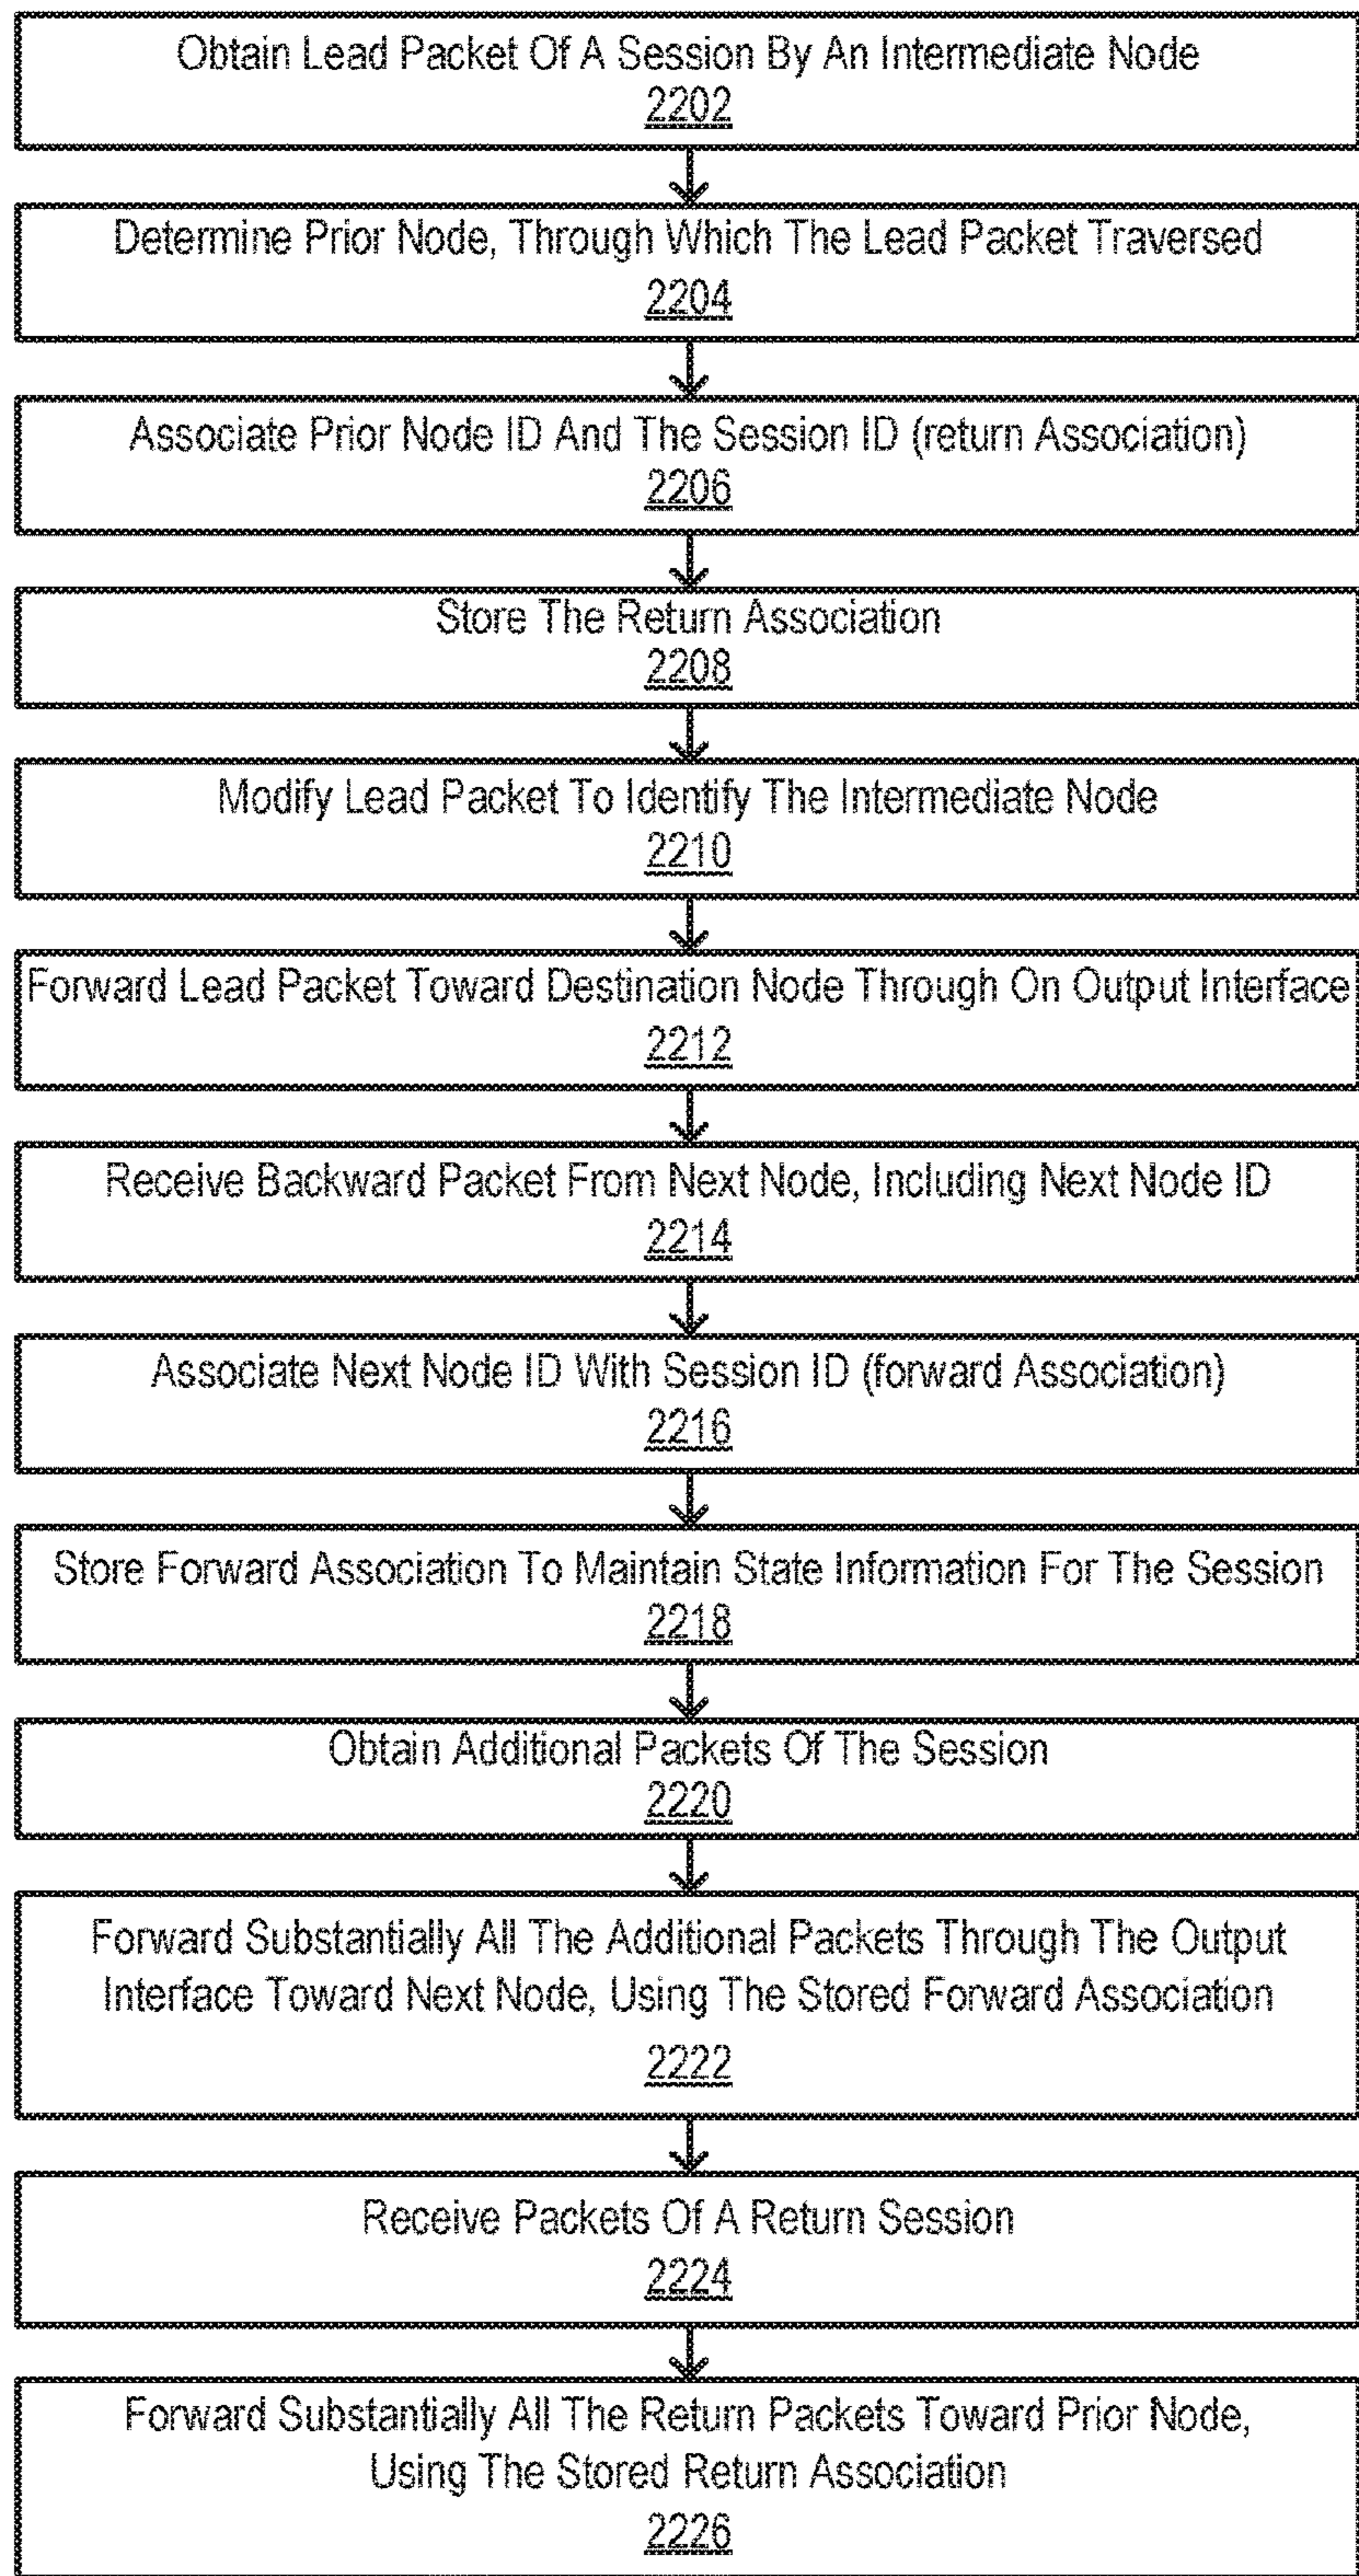 Obtain Lead Packet Of A Session By An Intermediate Node
2202
Determine Prior Node, Through Which The Lead Packet Traversed
2204
Associate Prior Node ID And The Session ID (return Association)
2206
Store The Return Association
2208
Modify Lead Packet To Identify The Intermediate Node
2210
Forward Lead Packet Toward Destination Node Through On Output Interface
2212
Receive Backward Packet From Next Node, Including Next Node ID
2214
Associate Next Node ID With Session ID (forward Association)
2216
Store Forward Association To Maintain State Information For The Session
2218
Obtain Additional Packets Of The Session
2220
Forward Substantially All The Additional Packets Through The Output
Interface Toward Next Node, Using The Stored Forward Association
2222
Receive Packets Of A Return Session
2224
Forward Substantially All The Return Packets Toward Prior Node,
Using The Stored Return Association
2226